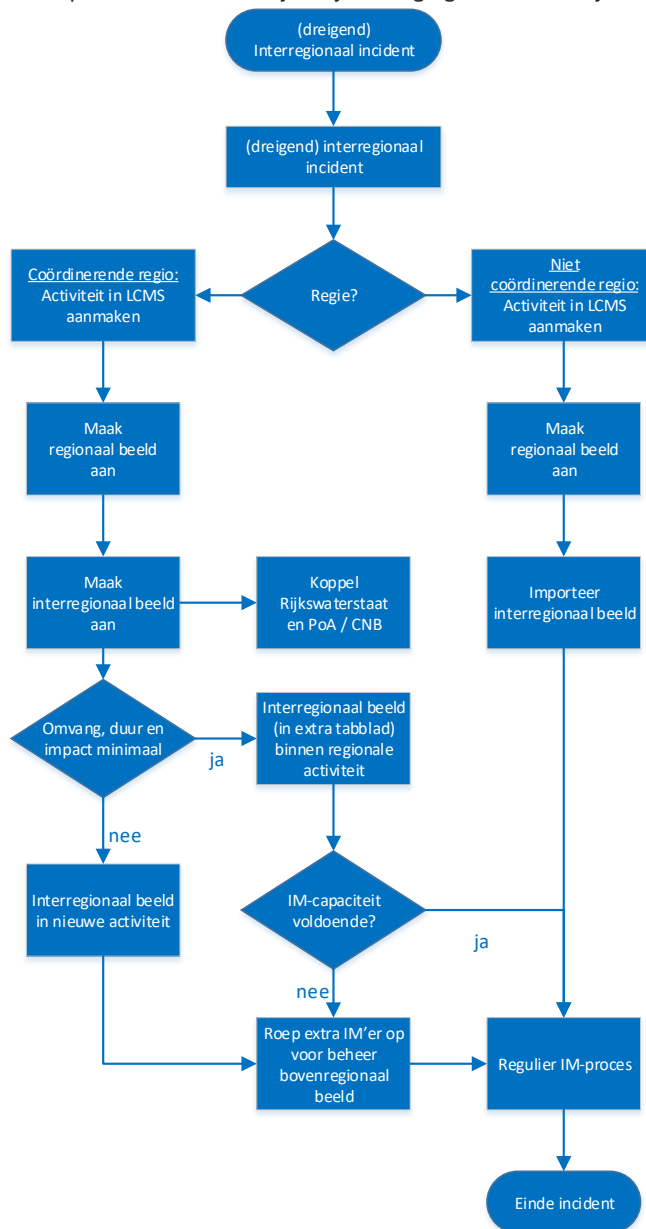 (dreigend)
Interregionaal incident
(dreigend) interregionaal
incident
Coördinerende regio:
Activiteit in LCMS
aanmaken
Regie?
Niet
coördinerende regio:
Activiteit in LCMS
aanmaken
Maak
regionaal beeld
aan
Maak
regionaal beeld
aan
Maak
interregionaal beeld
aan
Koppel
Rijkswaterstaat
en PoA / CNB
Importeer
interregionaal beeld
Omvang, duur en
impact minimaal
ja
Interregionaal beeld
(in extra tabblad)
binnen regionale
activiteit
nee
Interregionaal beeld
in nieuwe activiteit
IM-capaciteit
voldoende?
ja
nee
Roep extra IM'er op
voor beheer
bovenregionaal
beeld
Regulier IM-proces
Einde incident